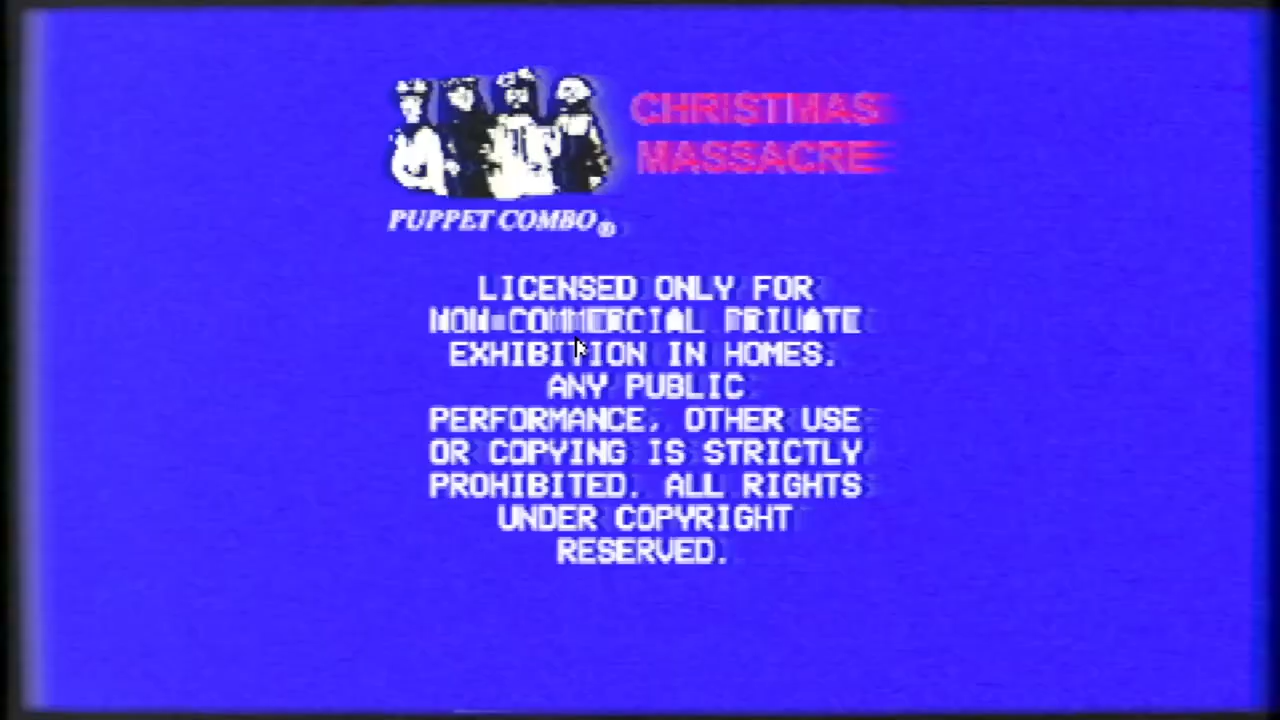 CHRISTMAS
MASSACRE
PUPPET COMBO®
LICENSED ONLY FOR
NON-COMMERCIAL PRIVATE
EXHIBITION IN HOMES.
ANY PUBLIC
PERFORMANCE, OTHER USE
OR COPYING IS STRICTLY
PROHIBITED. ALL RIGHTS
UNDER COPYRIGHT
RESERVED.